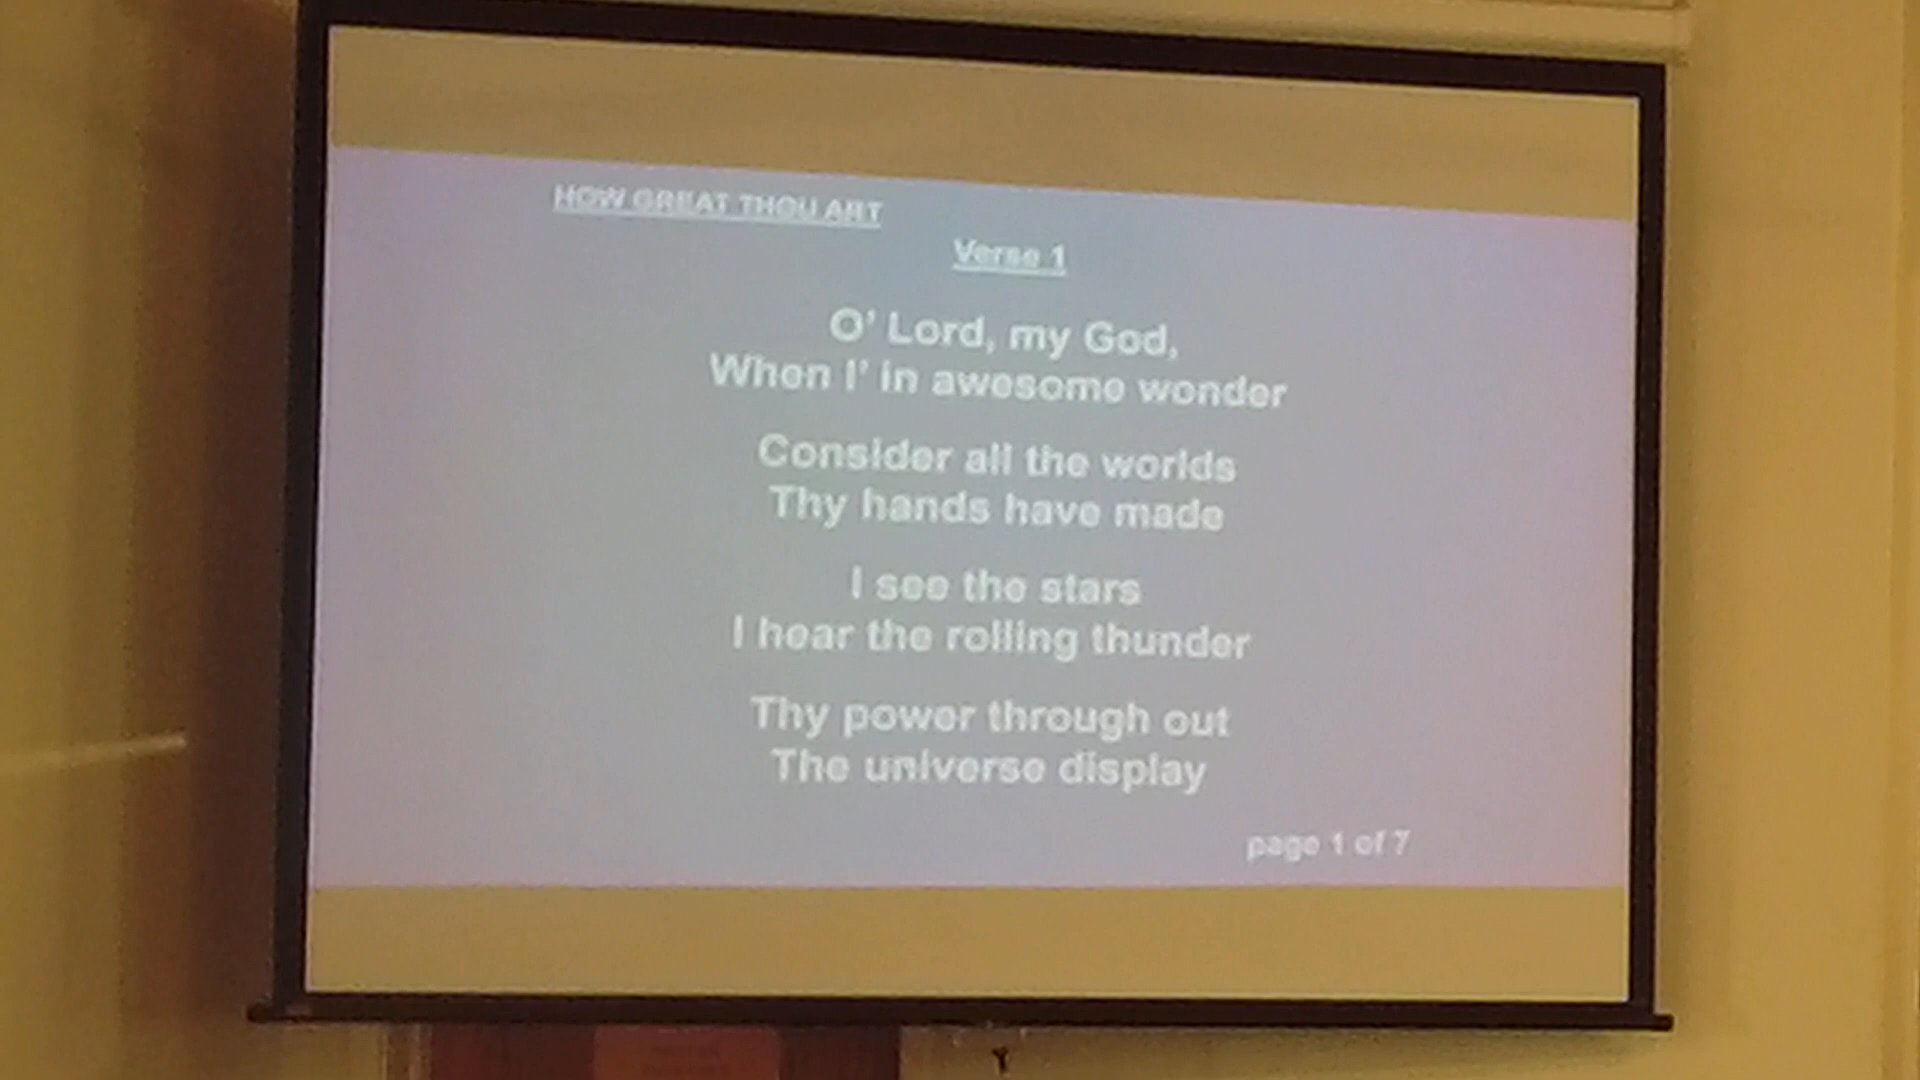 HOW GREAT THOU ART
Verse 1
O' Lord, my God,
When I' in awesome wonder
Consider all the worlds
Thy hands have made
I see the stars
I hear the rolling thunder
Thy power through out
The universe display
page 1 of 7